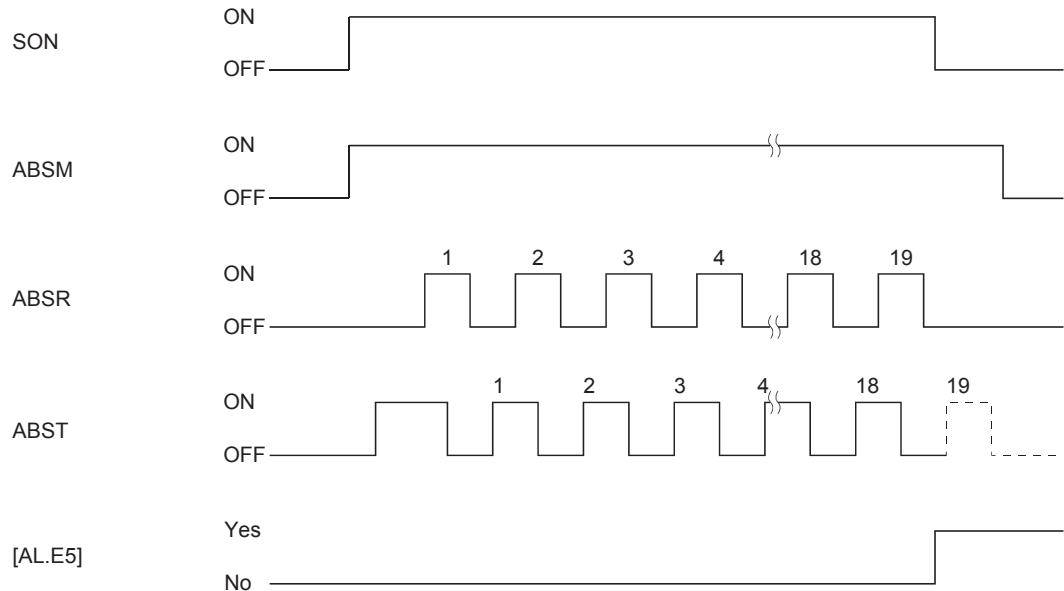 ON
SON
OFF
ON
ABSM
OFF
1 2 3 4 18 19
ON
ABSR
OFF
1 2 3 4 18 19
ON
ABST
OFF
Yes
[AL.E5]
No